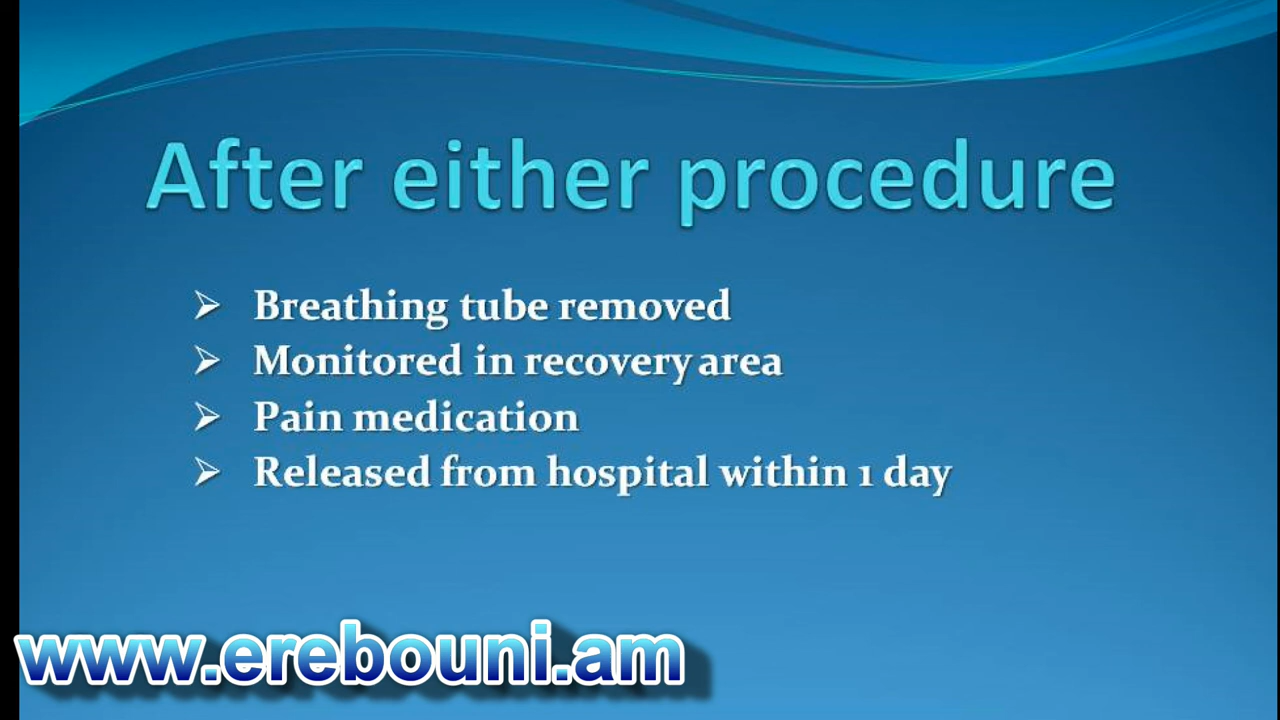 After either procedure
Breathing tube removed
Monitored in recovery area
Pain medication
Released from hospital within 1 day
www.erebouni.am